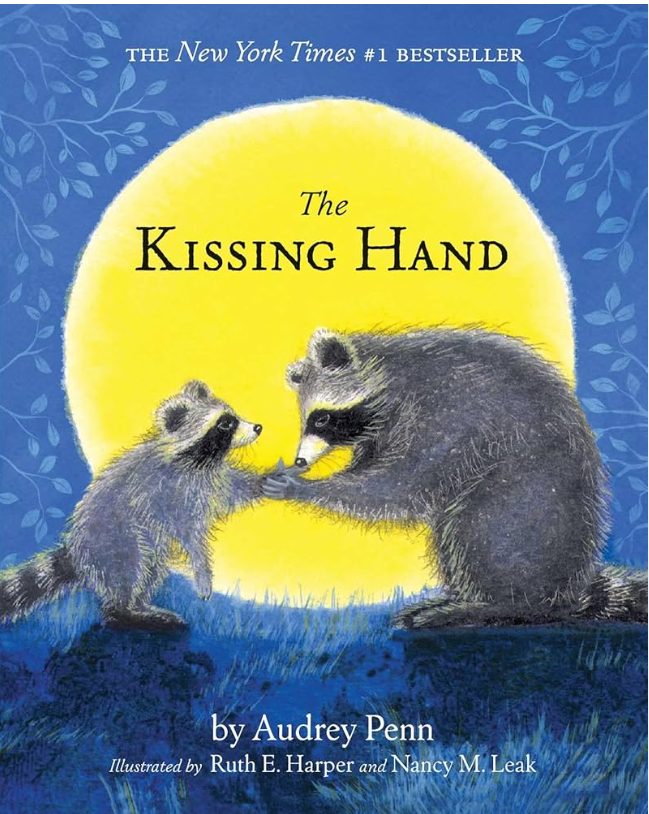 THE New York Times #1 BESTSELLER
The
KISSING HAND
by Audrey Penn
Illustrated by Ruth E. Harper and Nancy M. Leak